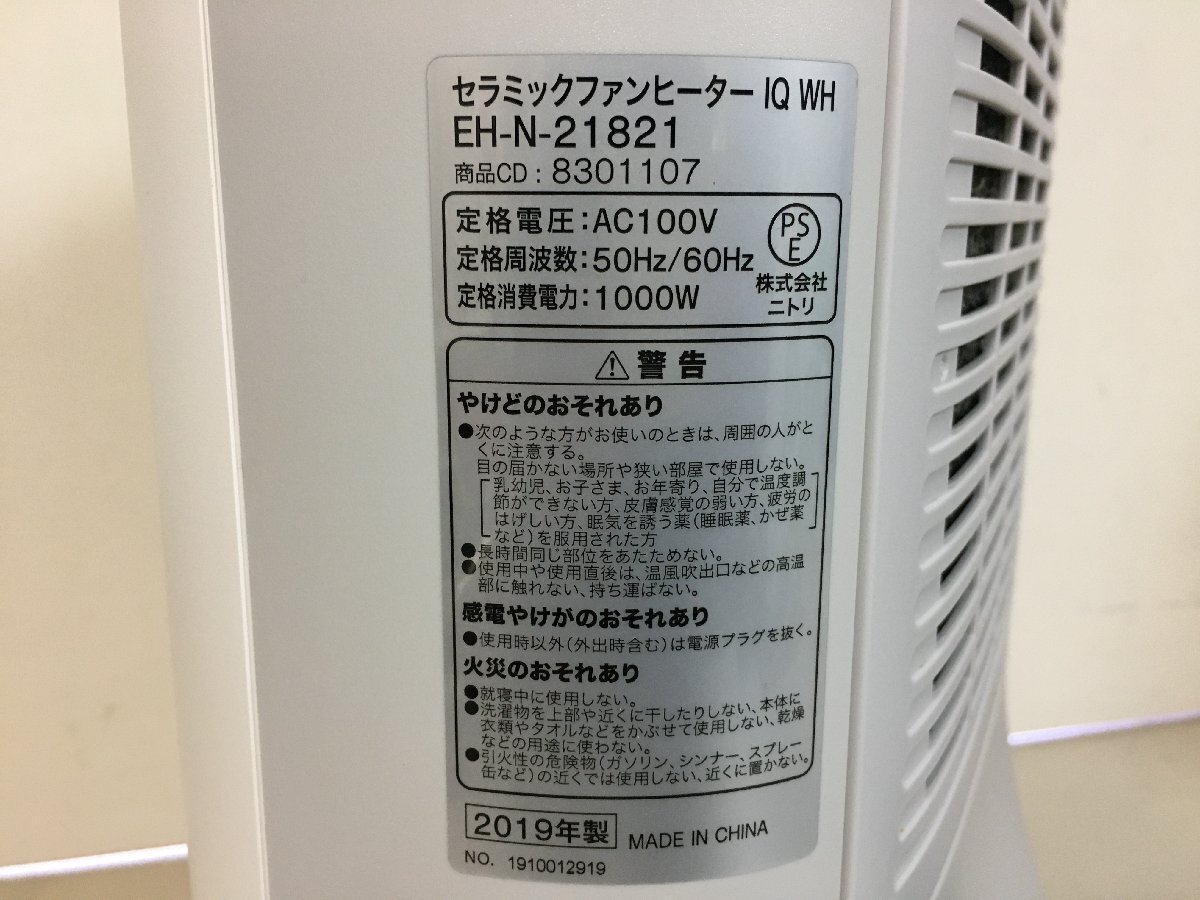 セラミックファンヒーター IQ WH
EH-N-21821
商品CD : 8301107
定格電圧:AC100V
定格周波数:50Hz/60Hz
定格消費電力:1000W
PS
E
株式会社
ニトリ
⚠警告
やけどのおそれあり
●次のような方がお使いのときは、周囲の人がと
くに注意する。
目の届かない場所や狭い部屋で使用しない。
乳幼児、お子さま、お年寄り、自分で温度調
節ができない方、皮膚感覚の弱い方、疲労の
はげしい方、眠気を誘う薬(睡眠薬、かぜ薬
など)を服用された方
●長時間同じ部位をあたためない。
●使用中や使用直後は、温風吹出口などの高温
部に触れない、持ち運ばない。
感電やけがのおそれあり
●使用時以外(外出時含む)は電源プラグを抜く。
火災のおそれあり
●就寝中に使用しない。
●洗濯物を上部や近くに干したりしない、本体に
衣類やタオルなどをかぶせて使用しない、乾燥
などの用途に使わない。
●引火性の危険物(ガソリン、シンナー、スプレー
缶など)の近くでは使用しない、近くに置かない。
2019年製 MADE IN CHINA
NO. 1910012919